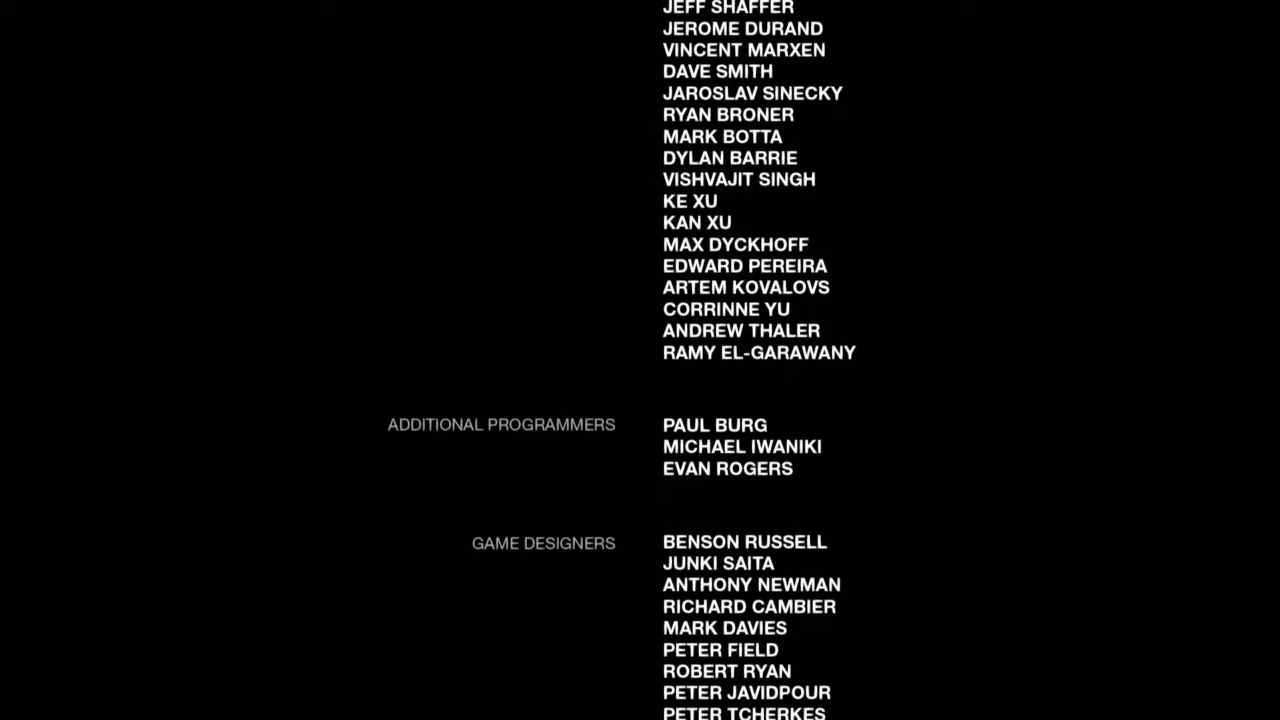 JEFF SHAFFER
JEROME DURAND
VINCENT MARXEN
DAVE SMITH
JAROSLAV SINECKY
RYAN BRONER
MARK BOTTA
DYLAN BARRIE
VISHVAJIT SINGH
KE XU
KAN XU
MAX DYCKHOFF
EDWARD PEREIRA
ARTEM KOVALOVS
CORRINNE YU
ANDREW THALER
RAMY EL-GARAWANY
ADDITIONAL PROGRAMMERS PAUL BURG
MICHAEL IWANIKI
EVAN ROGERS
GAME DESIGNERS BENSON RUSSELL
JUNKI SAITA
ANTHONY NEWMAN
RICHARD CAMBIER
MARK DAVIES
PETER FIELD
ROBERT RYAN
PETER JAVIDPOUR
PETER TCHERKES